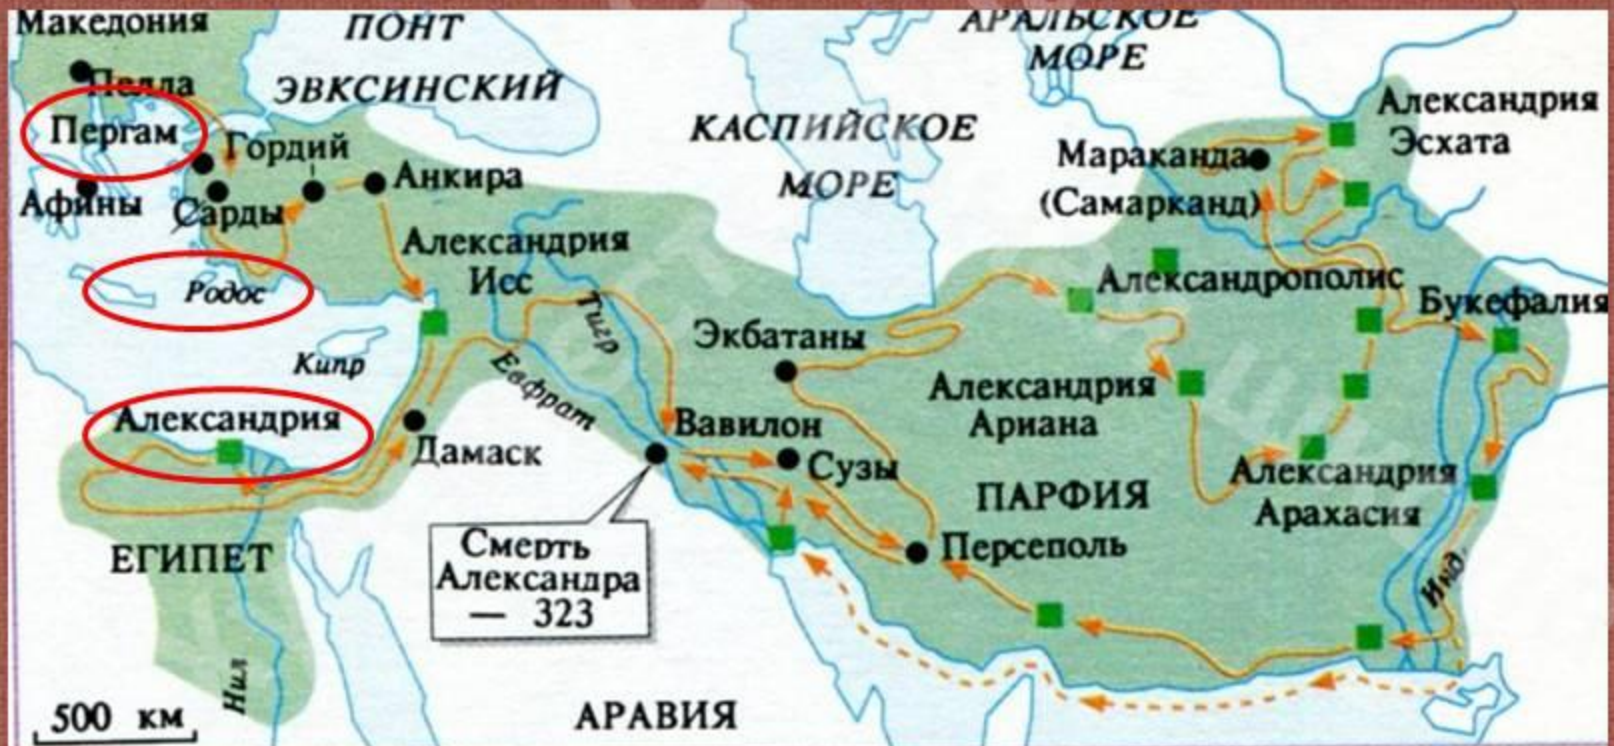 Македония
ПОНТ
ЭВКСИНСКИЙ
АРАЛЬСКОЕ
МОРЕ
Пелла
Пергам
Гордий
Анкира
Афины
Сарды
КАСПИЙСКОЕ
МОРЕ
Мараканда
(Самарканд)
Александрия
Эсхата
Александрия
Исс
Родос
Тигр
Кипр
Евфрат
Экбатаны
Александрополис
Букефалия
Александрия
Ариана
Александрия
Дамаск
Вавилон
Сузы
ПАРФИЯ
Александрия
Арахасия
ЕГИПЕТ
Смерть
Александра
— 323
Персеполь
Инд
Нил
500 км
АРАВИЯ